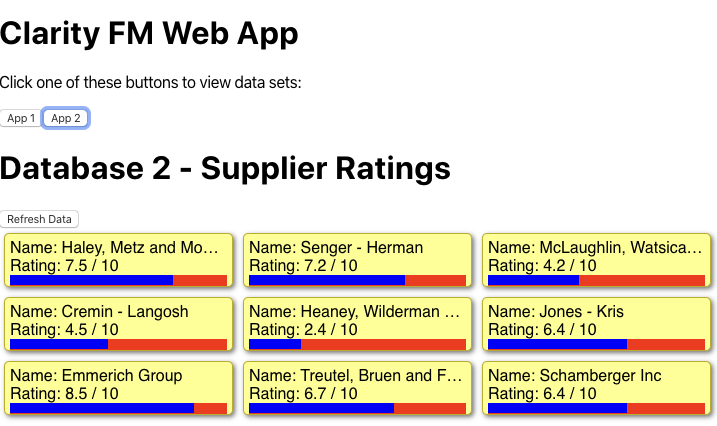 Clarity FM Web App
Click one of these buttons to view data sets:
App 1 App 2
Database 2 - Supplier Ratings
Refresh Data
Name: Haley, Metz and Mo…
Rating: 7.5 / 10
Name: Senger - Herman
Rating: 7.2 / 10
Name: McLaughlin, Watsica…
Rating: 4.2 / 10
Name: Cremin - Langosh
Rating: 4.5 / 10
Name: Heaney, Wilderman …
Rating: 2.4 / 10
Name: Jones - Kris
Rating: 6.4 / 10
Name: Emmerich Group
Rating: 8.5 / 10
Name: Treutel, Bruen and F…
Rating: 6.7 / 10
Name: Schamberger Inc
Rating: 6.4 / 10